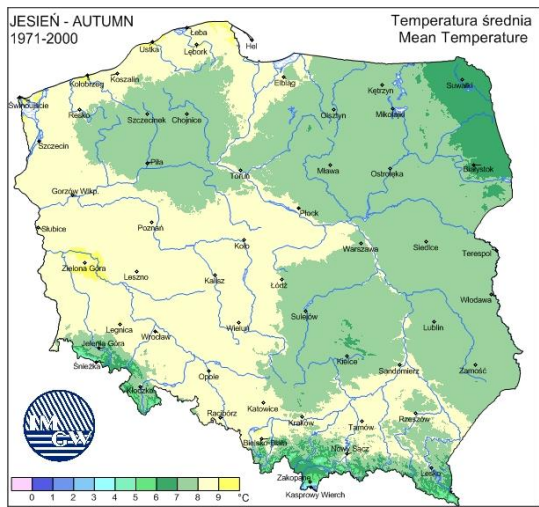 JESIEŃ - AUTUMN
1971-2000
Temperatura średnia
Mean Temperature
Łeba
Ustka
Lębork
Hel
Koszalin
Kołobrzeg
Elbląg
Kętrzyn
Suwałki
Świnoujście
Resko
Szczecinek
Chojnice
Olsztyn
Mikołajki
Szczecin
Piła
Toruń
Mława
Ostrołęka
Białystok
Gorzów Wlkp.
Płock
Słubice
Poznań
Koło
Warszawa
Siedlce
Terespol
Zielona Góra
Leszno
Kalisz
Łódź
Włodawa
Legnica
Wrocław
Wieluń
Sulejów
Lublin
Jelenia Góra
Śnieżka
Kielce
Kłodzko
Opole
Sandomierz
Zamość
Racibórz
Katowice
Kraków
Tarnów
Rzeszów
Bielsko-Biała
Nowy Sącz
Lesko
Zakopane
Kasprowy Wierch
IM
GW
0 1 2 3 4 5 6 7 8 9 °C